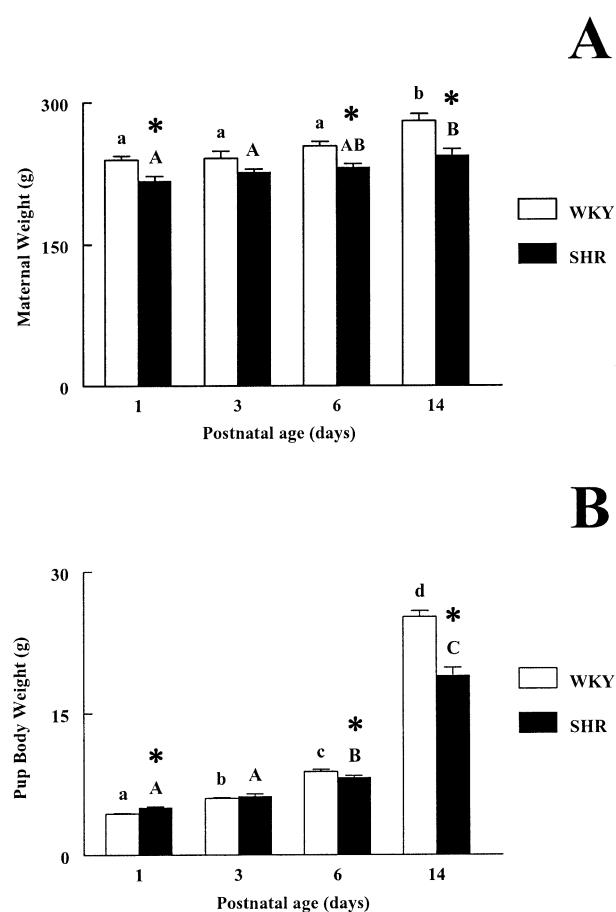 A
300
150
0
Maternal Weight (g)
a
*
A
a
A
a
*
AB
b
*
B
WKY
SHR
1 3 6 14
Postnatal age (days)
B
30
15
0
Pup Body Weight (g)
a
*
A
b
A
c
*
B
d
*
C
WKY
SHR
1 3 6 14
Postnatal age (days)